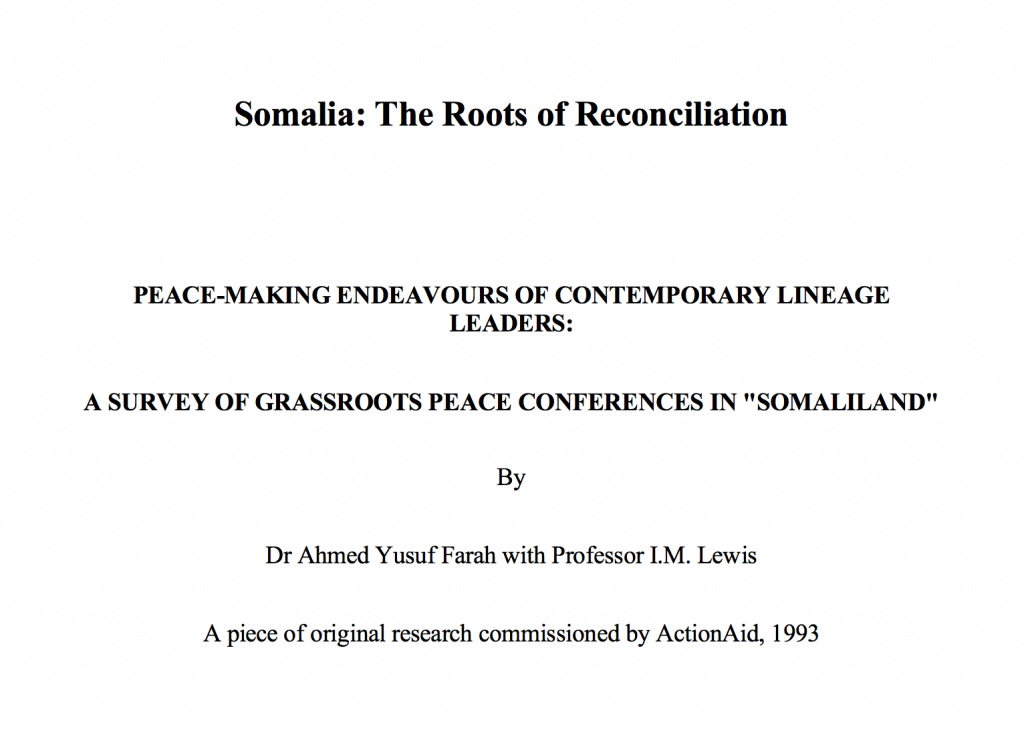 Somalia: The Roots of Reconciliation
PEACE-MAKING ENDEAVOURS OF CONTEMPORARY LINEAGE
LEADERS:
A SURVEY OF GRASSROOTS PEACE CONFERENCES IN "SOMALILAND"
By
Dr Ahmed Yusuf Farah with Professor I.M. Lewis
A piece of original research commissioned by ActionAid, 1993